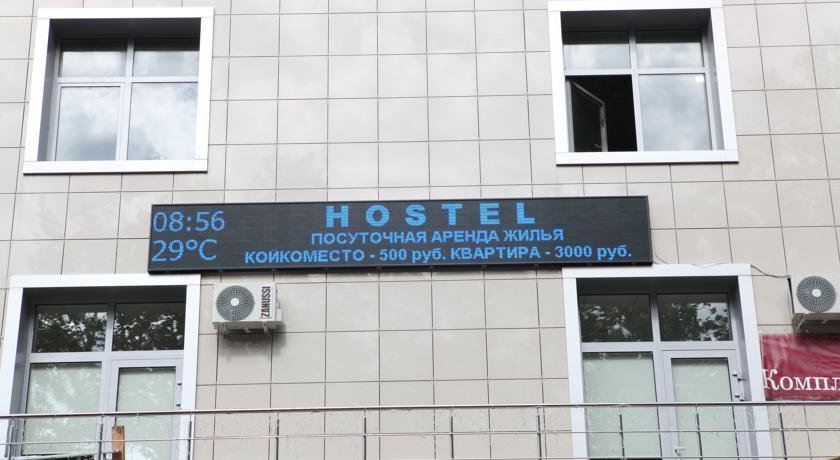 08:56
29°C
HOSTEL
ПОСУТОЧНАЯ АРЕНДА ЖИЛЬЯ
КОЙКОМЕСТО - 500 руб. КВАРТИРА - 3000 руб.
ZANUSSI
Компл